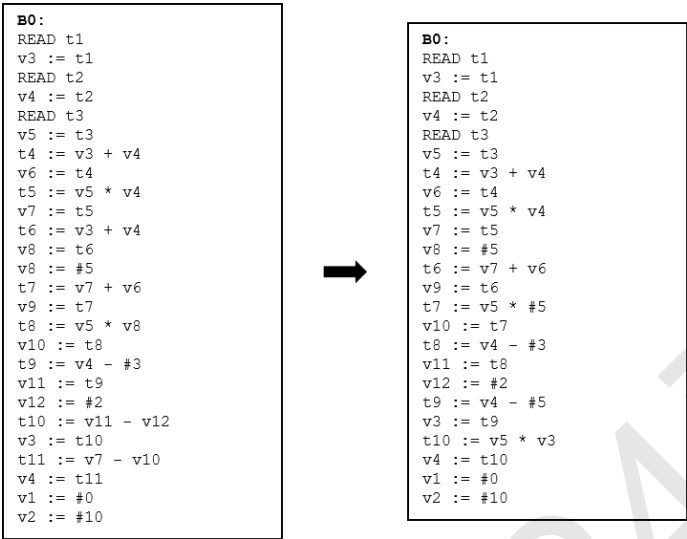 B0:
READ t1
v3 := t1
READ t2
v4 := t2
READ t3
v5 := t3
t4 := v3 + v4
v6 := t4
t5 := v5 * v4
v7 := t5
t6 := v3 + v4
v8 := t6
v8 := #5
t7 := v7 + v6
v9 := t7
t8 := v5 * v8
v10 := t8
t9 := v4 - #3
v11 := t9
v12 := #2
t10 := v11 - v12
v3 := t10
t11 := v7 - v10
v4 := t11
v1 := #0
v2 := #10
B0:
READ t1
v3 := t1
READ t2
v4 := t2
READ t3
v5 := t3
t4 := v3 + v4
v6 := t4
t5 := v5 * v4
v7 := t5
v8 := #5
t6 := v7 + v6
v9 := t6
t7 := v5 * #5
v10 := t7
t8 := v4 - #3
v11 := t8
v12 := #2
t9 := v4 - #5
v3 := t9
t10 := v5 * v3
v4 := t10
v1 := #0
v2 := #10